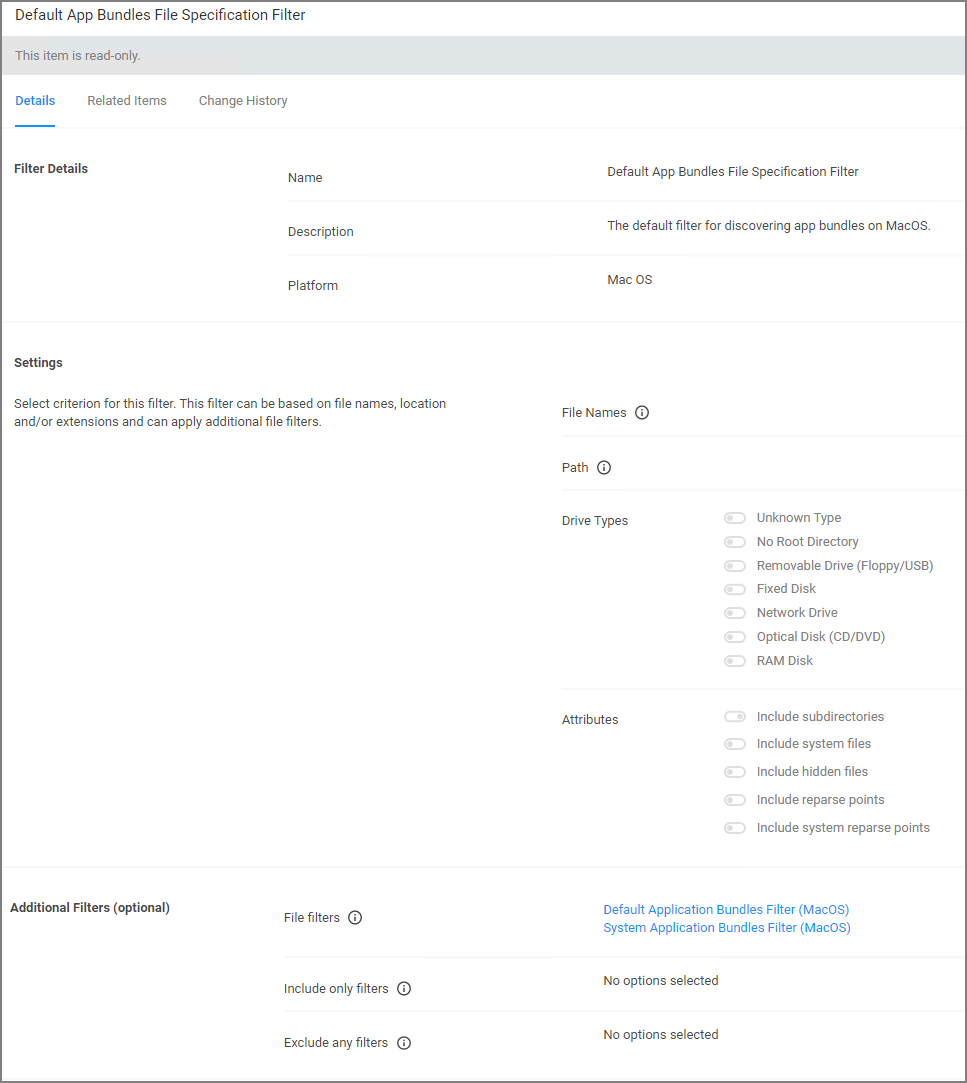 Default App Bundles File Specification Filter
This item is read-only.
Details
Related Items
Change History
Filter Details
Name
Default App Bundles File Specification Filter
Description
The default filter for discovering app bundles on MacOS.
Platform
Mac OS
Settings
Select criterion for this filter. This filter can be based on file names, location
and/or extensions and can apply additional file filters.
File Names
Path
Drive Types
Unknown Type
No Root Directory
Removable Drive (Floppy/USB)
Fixed Disk
Network Drive
Optical Disk (CD/DVD)
RAM Disk
Attributes
Include subdirectories
Include system files
Include hidden files
Include reparse points
Include system reparse points
Additional Filters (optional)
File filters
Default Application Bundles Filter (MacOS)
System Application Bundles Filter (MacOS)
Include only filters
No options selected
Exclude any filters
No options selected